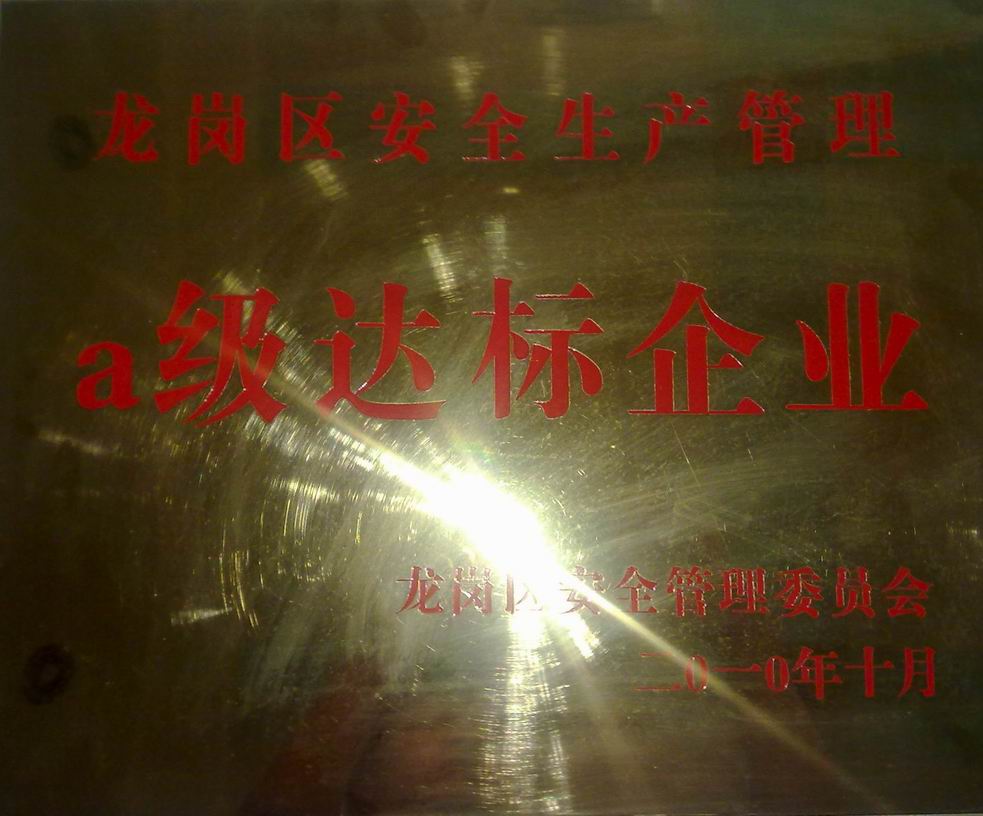 龙岗区安全生产管理
a级达标企业
龙岗区安全管理委员会
二0一0年十月